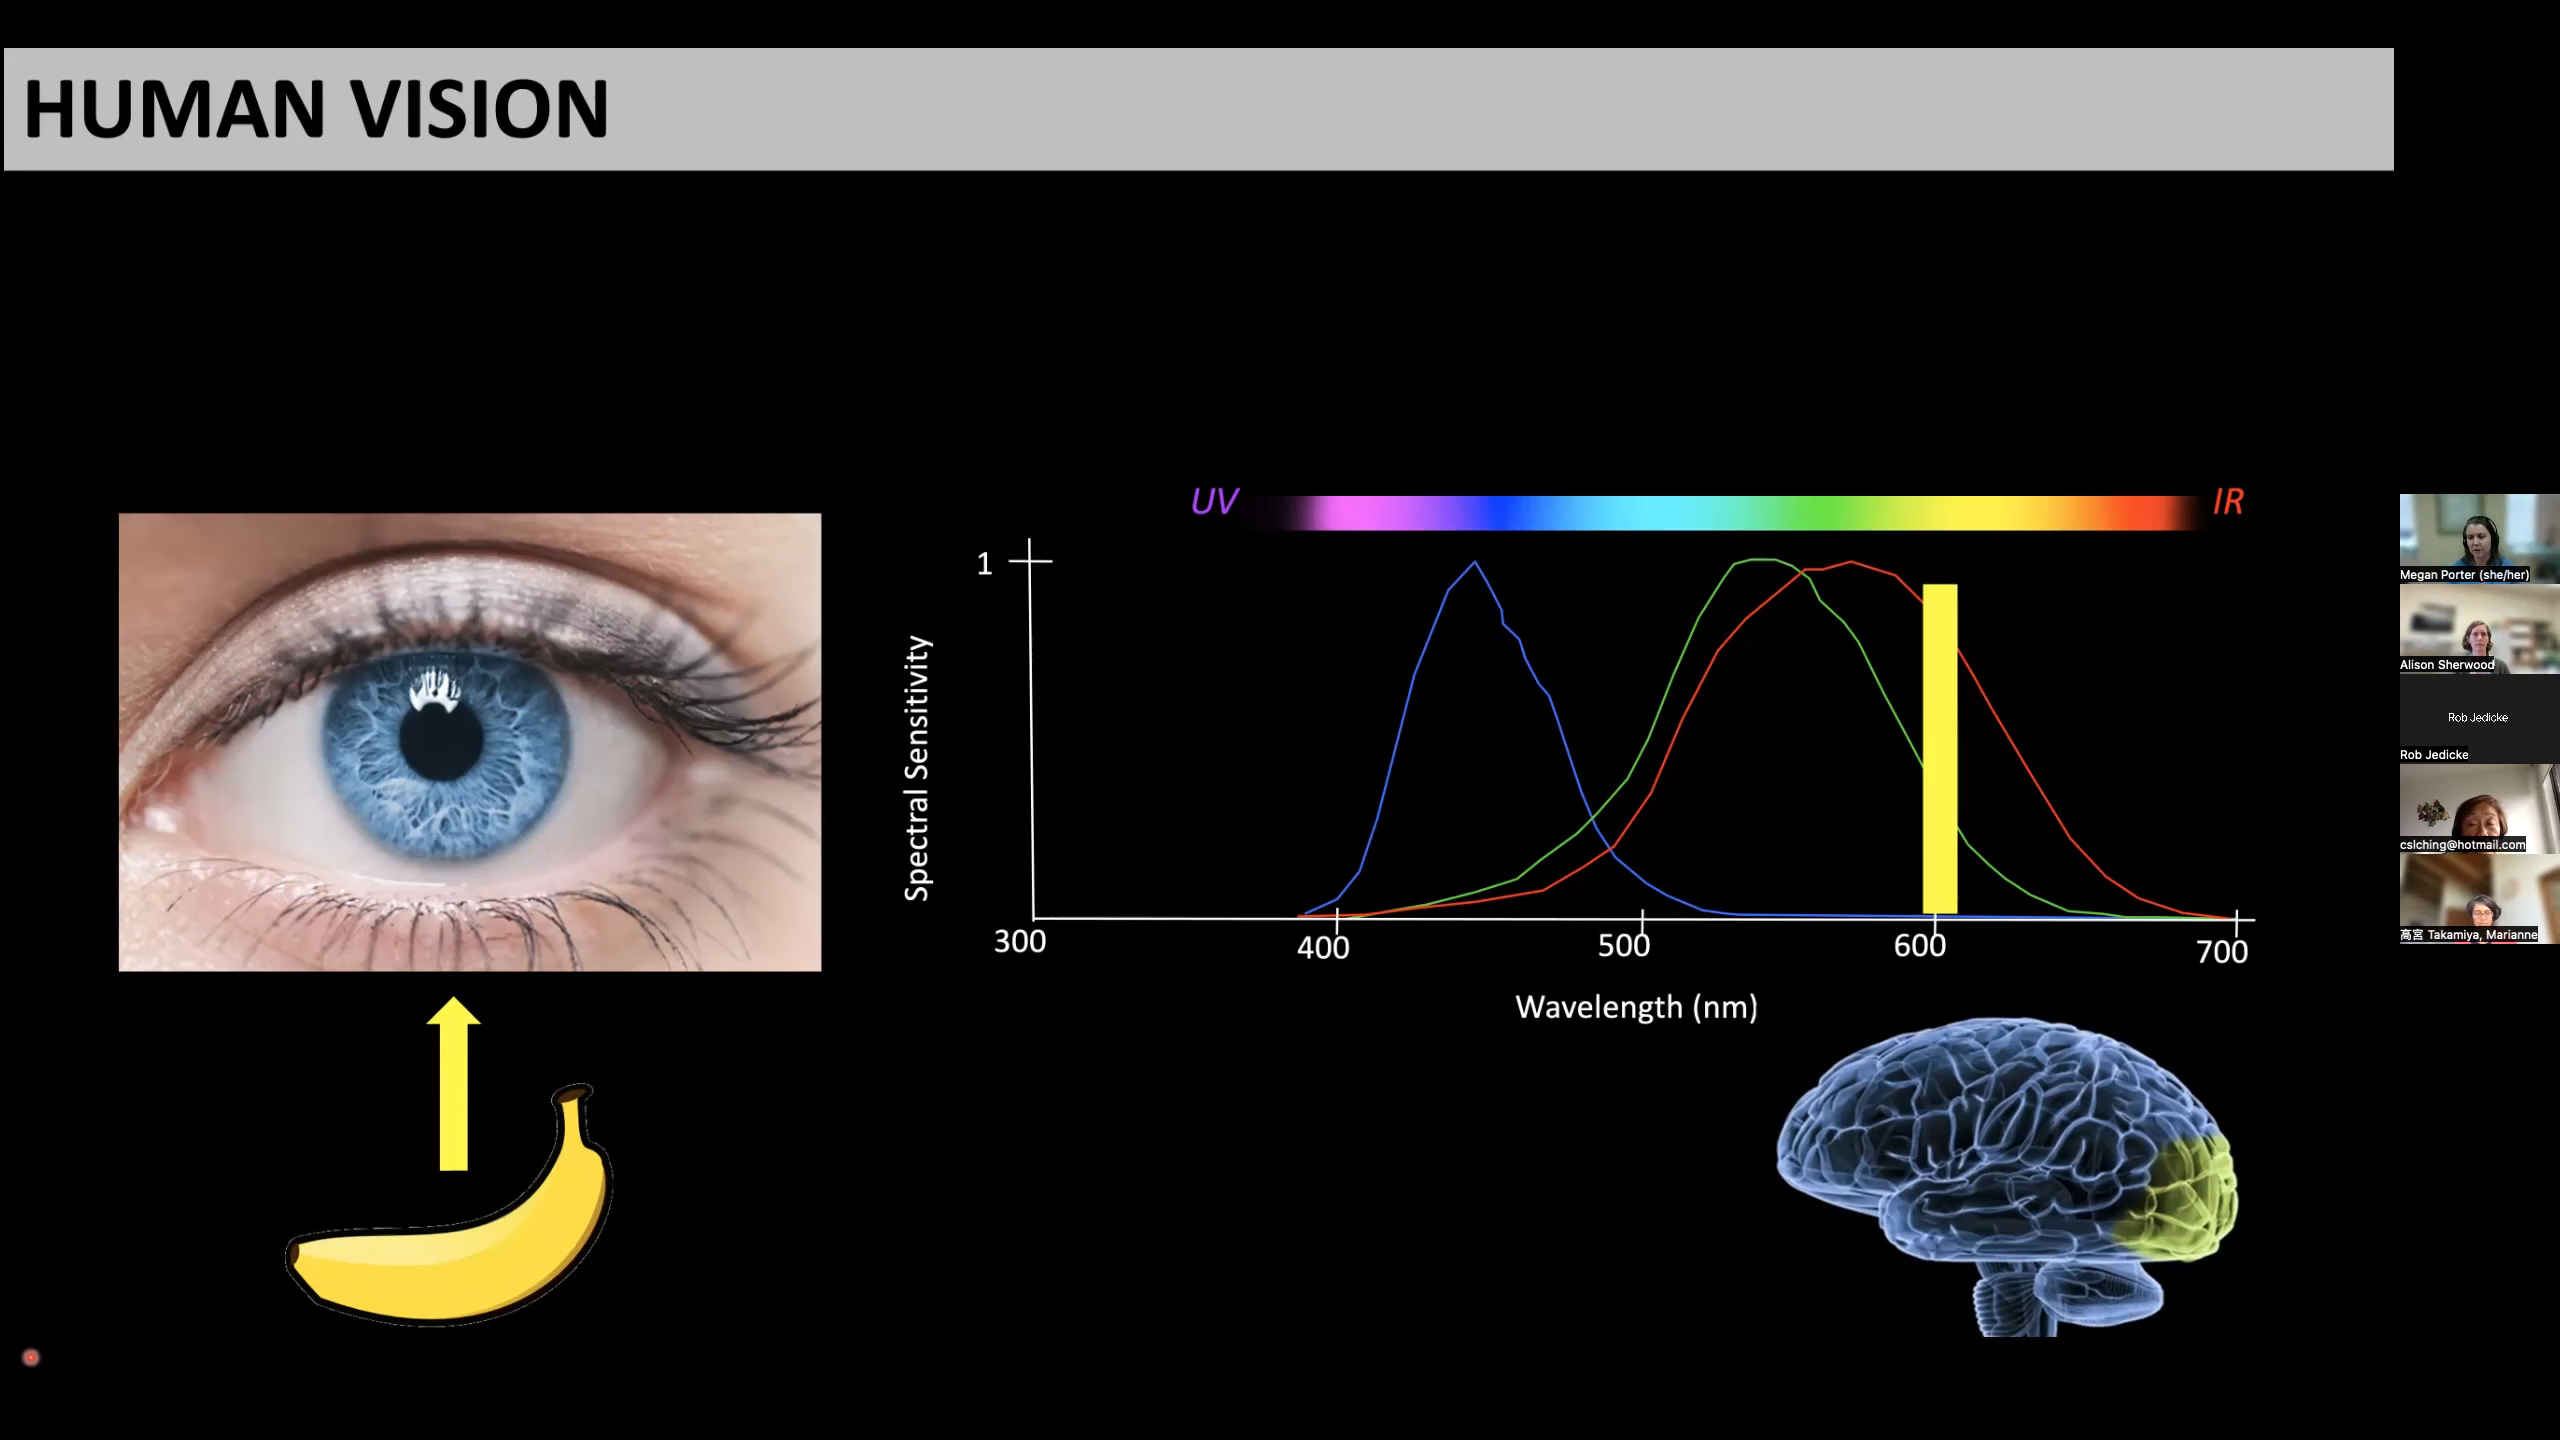 HUMAN VISION
UV
IR
1
Spectral Sensitivity
300
400
500
600
700
Wavelength (nm)
Megan Porter (she/her)
Alison Sherwood
Rob Jedicke
Rob Jedicke
cslching@hotmail.com
高宮 Takamiya, Marianne